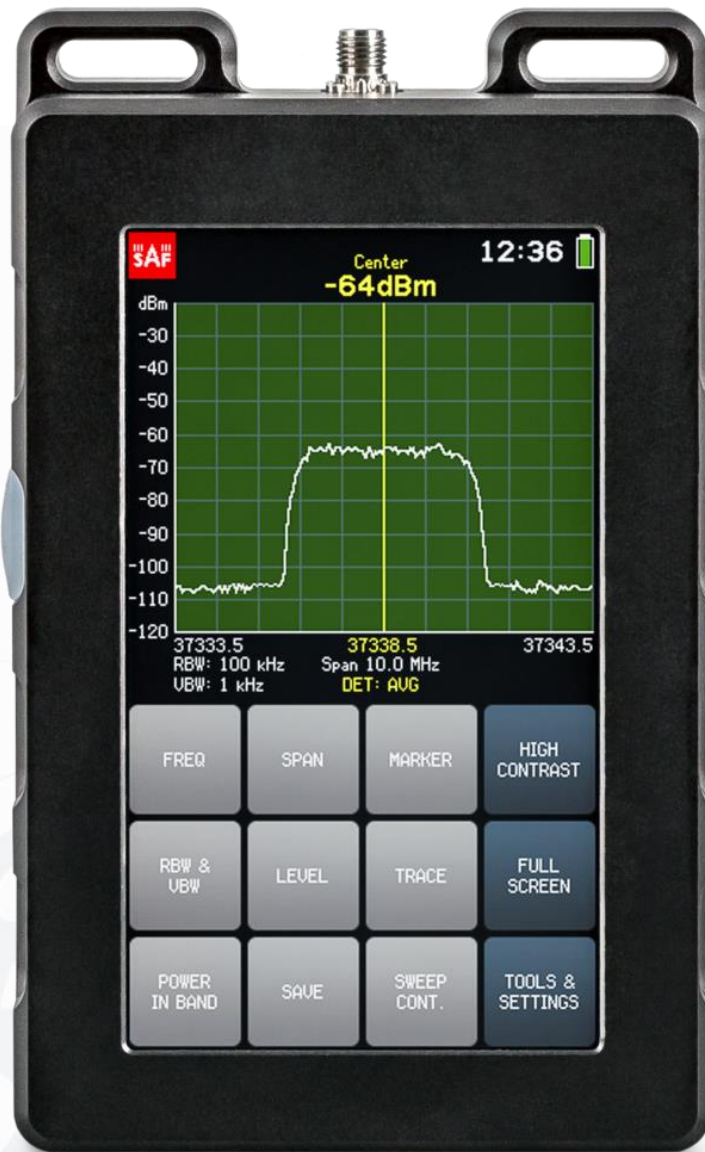 SAF
12:36
Center
-64dBm
dBm
-30
-40
-50
-60
-70
-80
-90
-100
-110
-120
37333.5 37338.5 37343.5
RBW: 100 kHz Span 10.0 MHz
VBW: 1 kHz DET: AVG
FREQ SPAN MARKER HIGH CONTRAST
RBW & VBW LEVEL TRACE FULL SCREEN
POWER IN BAND SAVE SWEEP CONT. TOOLS & SETTINGS